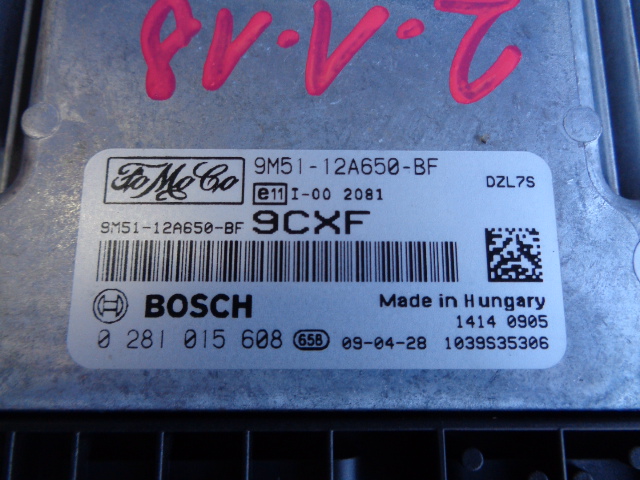 2.V.18
FoMoCo
9M51-12A650-BF
DZL7S
e11 I-00 2081
9M51-12A650-BF 9CXF
BOSCH
Made in Hungary
1414 0905
0 281 015 608 658 09-04-28 1039S35306